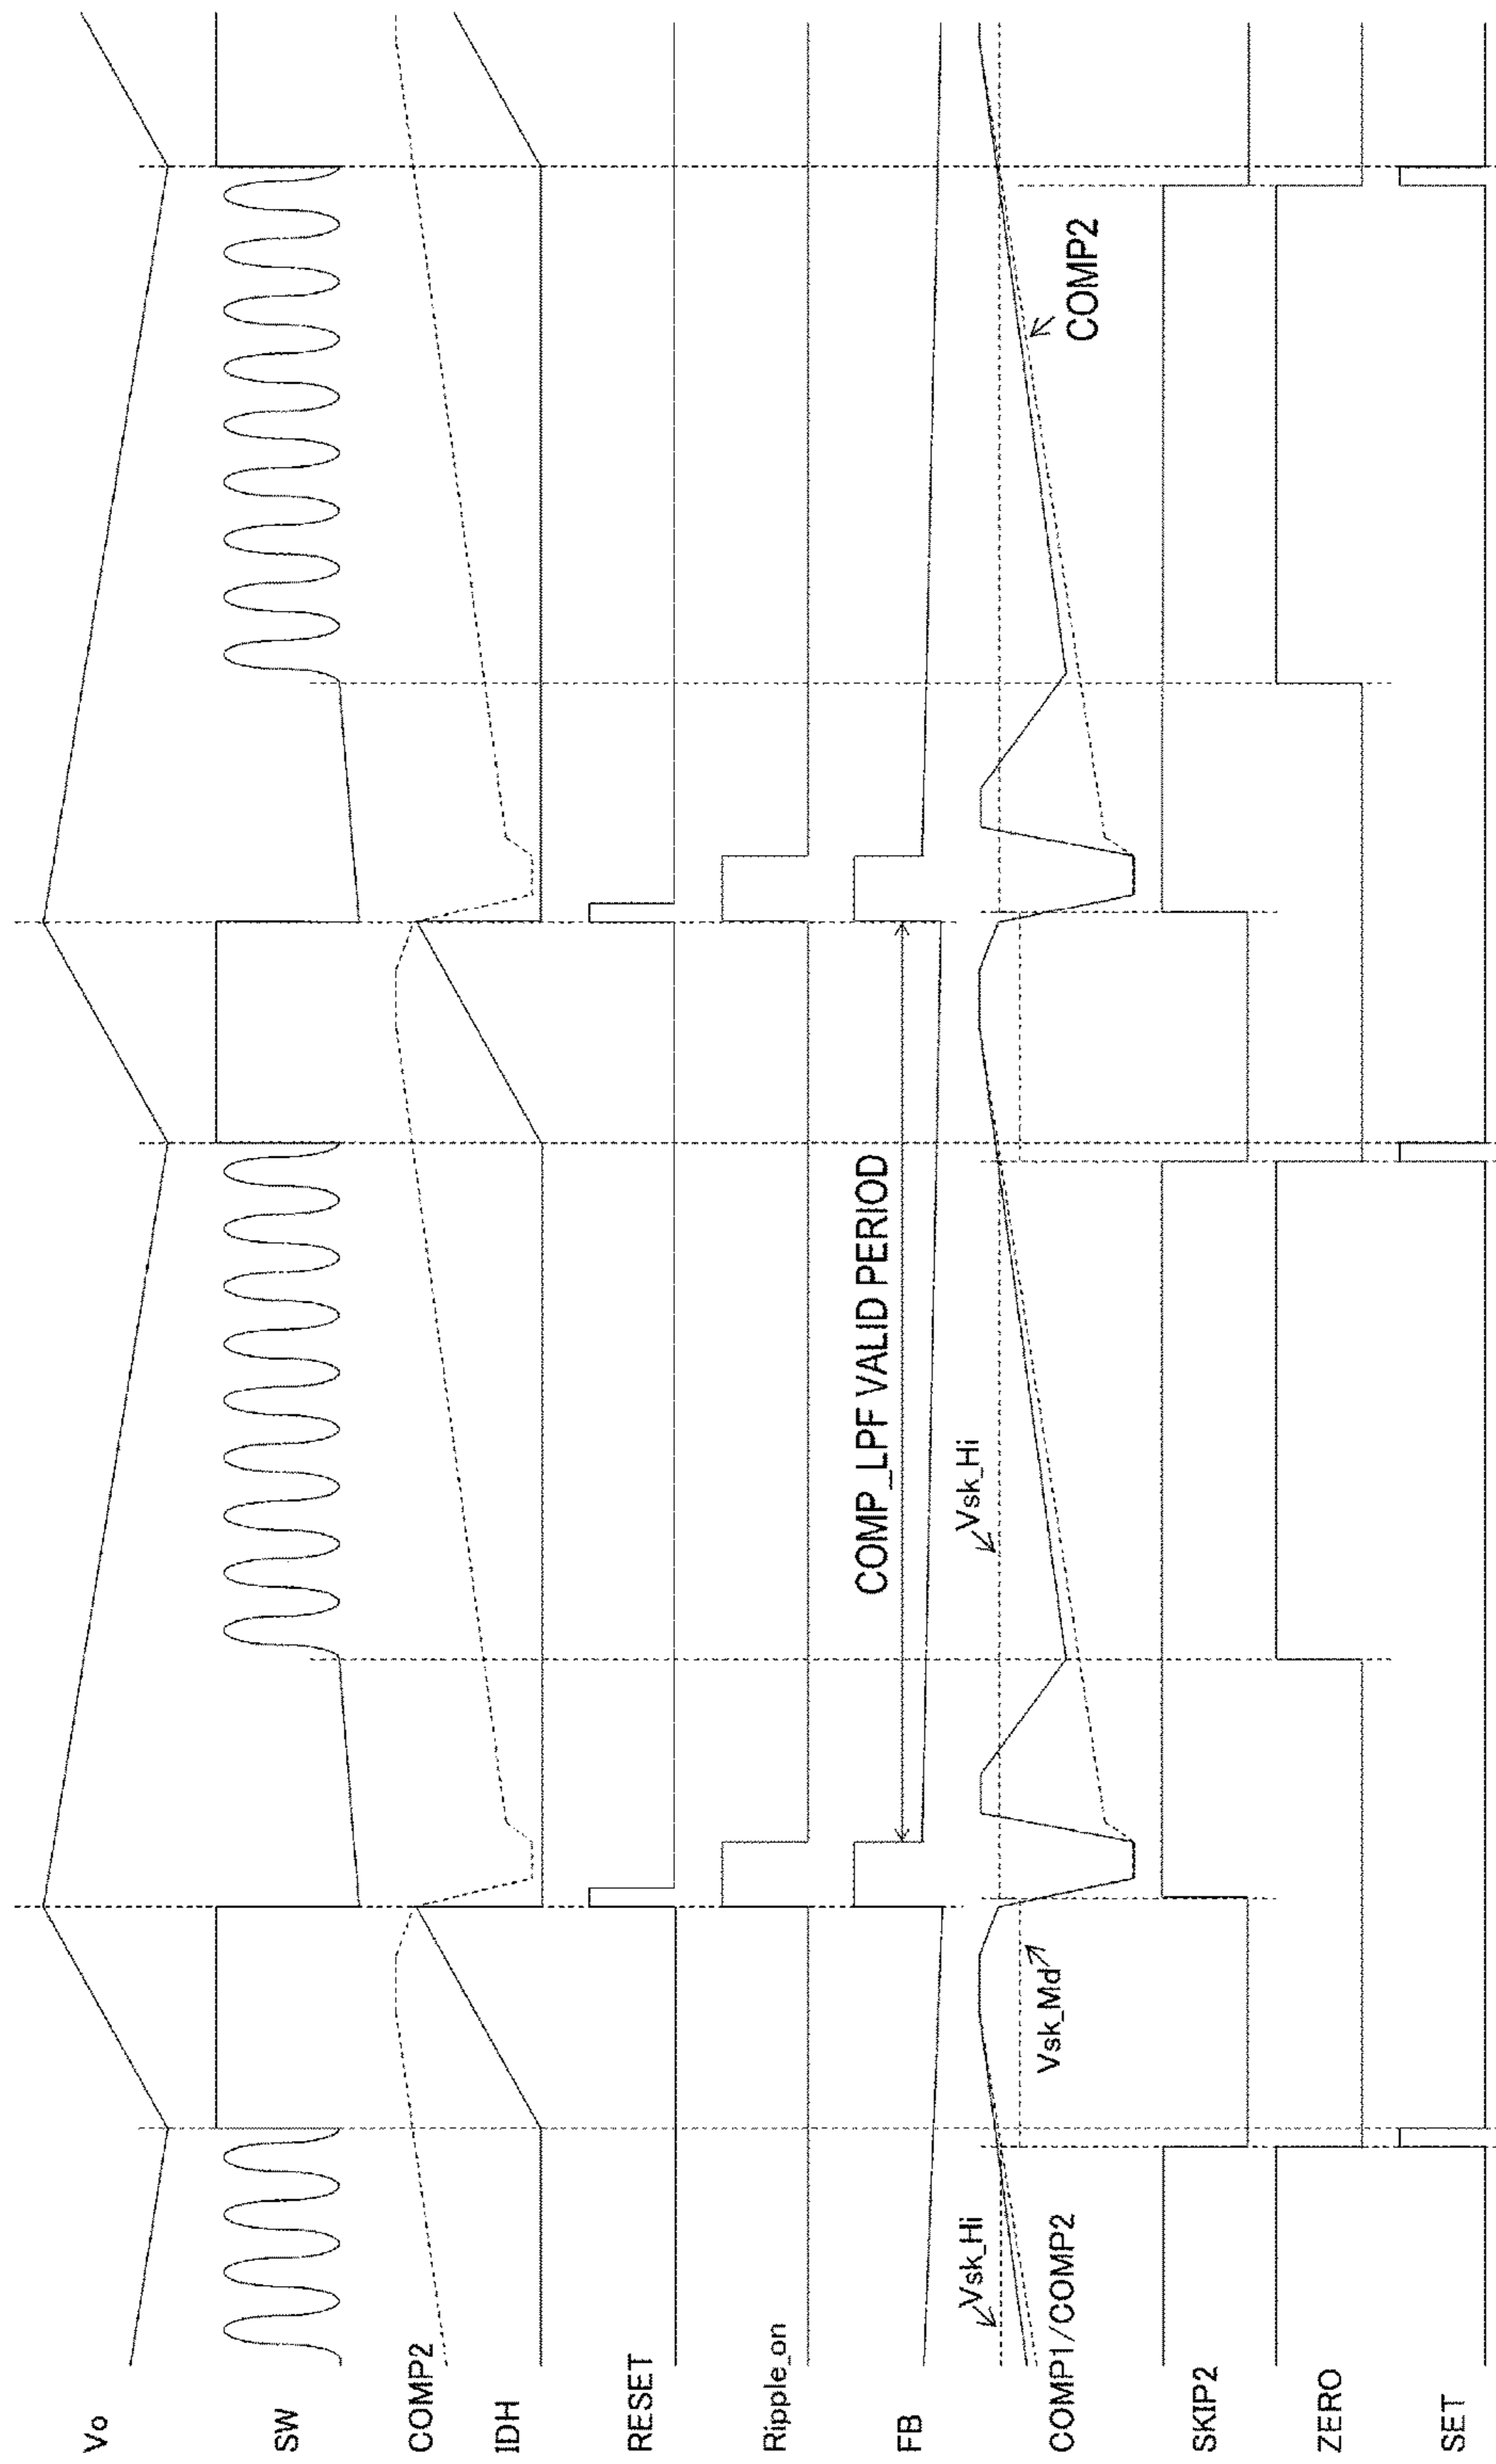 Vo
SW
COMP2
IDH
RESET
Ripple_on
FB
COMP_LPF VALID PERIOD
Vsk_Hi
Vsk_Hi
COMP1/COMP2
Vsk_Md
COMP2
SKIP2
ZERO
SET